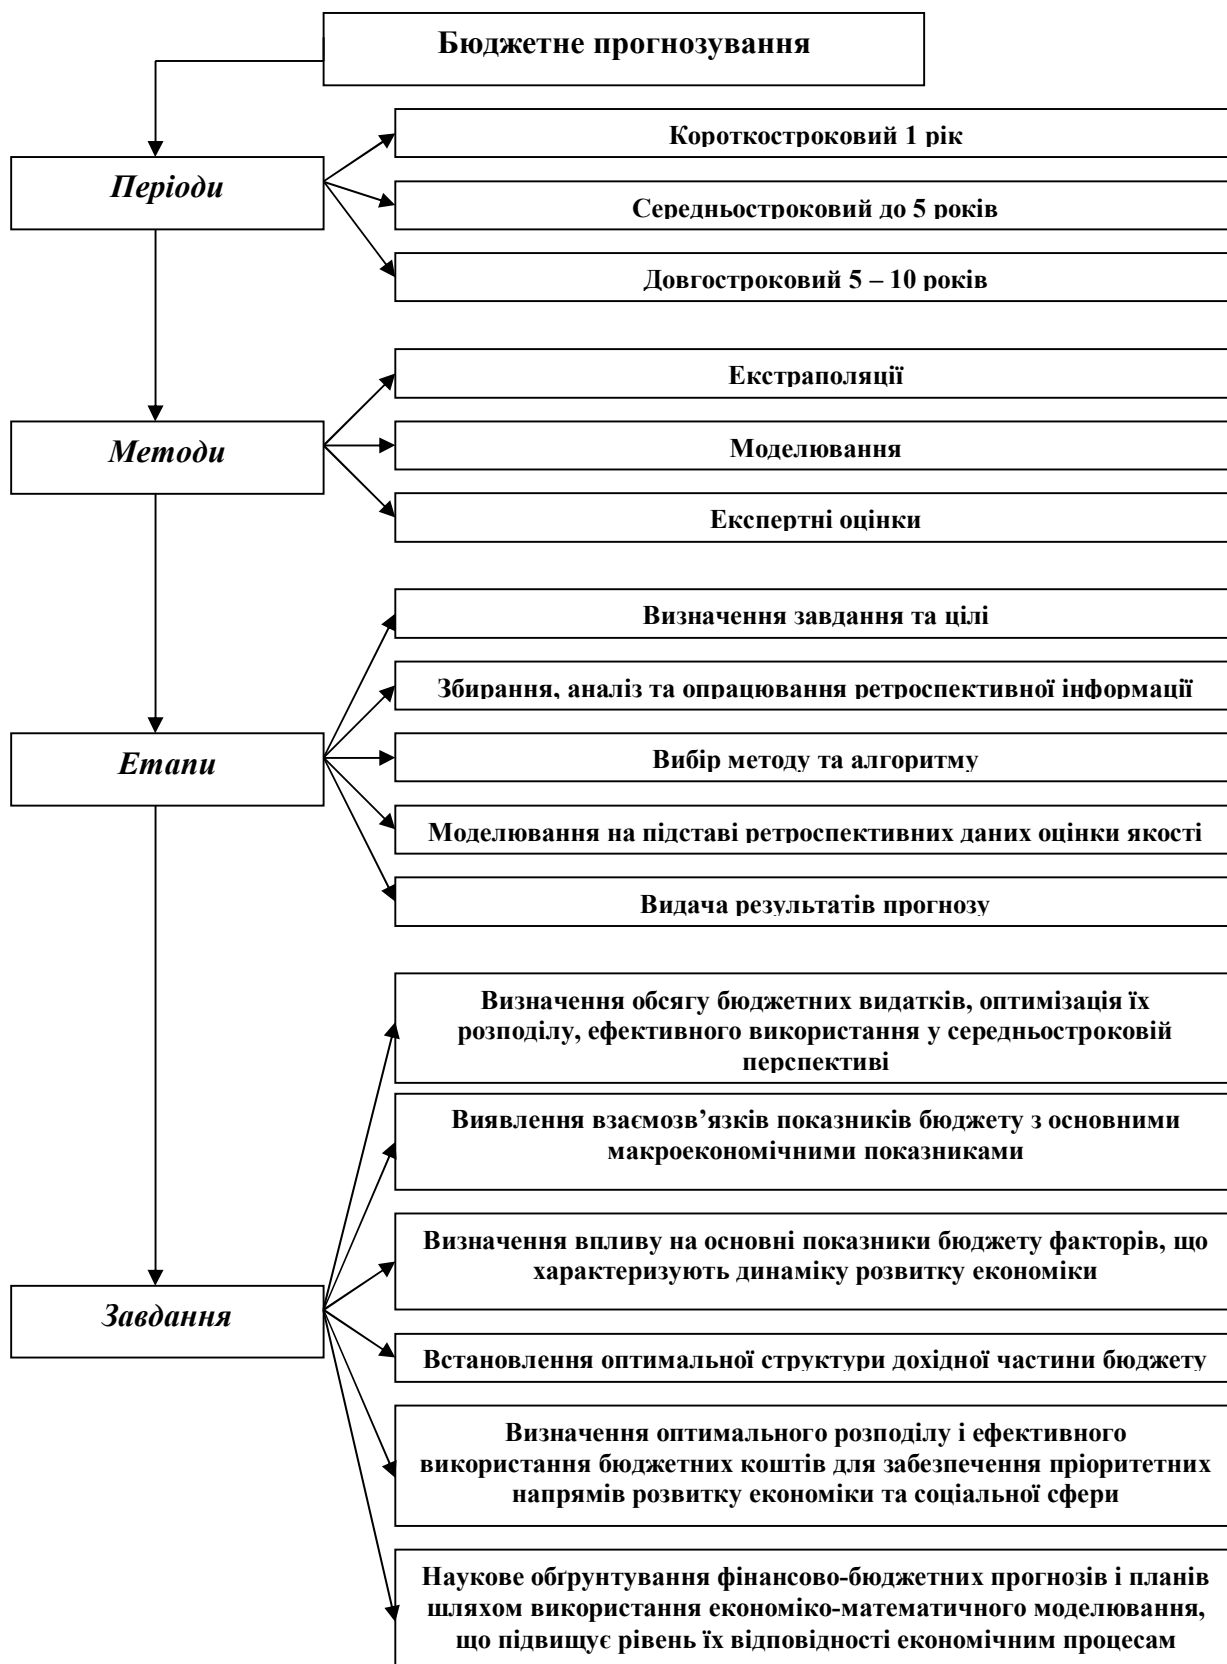 Бюджетне прогнозування
Періоди
Короткостроковий 1 рік
Середньостроковий до 5 років
Довгостроковий 5 – 10 років
Методи
Екстраполяції
Моделювання
Експертні оцінки
Етапи
Визначення завдання та цілі
Збирання, аналіз та опрацювання ретроспективної інформації
Вибір методу та алгоритму
Моделювання на підставі ретроспективних даних оцінки якості
Видача результатів прогнозу
Завдання
Визначення обсягу бюджетних видатків, оптимізація їх
розподілу, ефективного використання у середньостроковій
перспективі
Виявлення взаємозв’язків показників бюджету з основними
макроекономічними показниками
Визначення впливу на основні показники бюджету факторів, що
характеризують динаміку розвитку економіки
Встановлення оптимальної структури дохідної частини бюджету
Визначення оптимального розподілу і ефективного
використання бюджетних коштів для забезпечення пріоритетних
напрямів розвитку економіки та соціальної сфери
Наукове обґрунтування фінансово-бюджетних прогнозів і планів
шляхом використання економіко-математичного моделювання,
що підвищує рівень їх відповідності економічним процесам